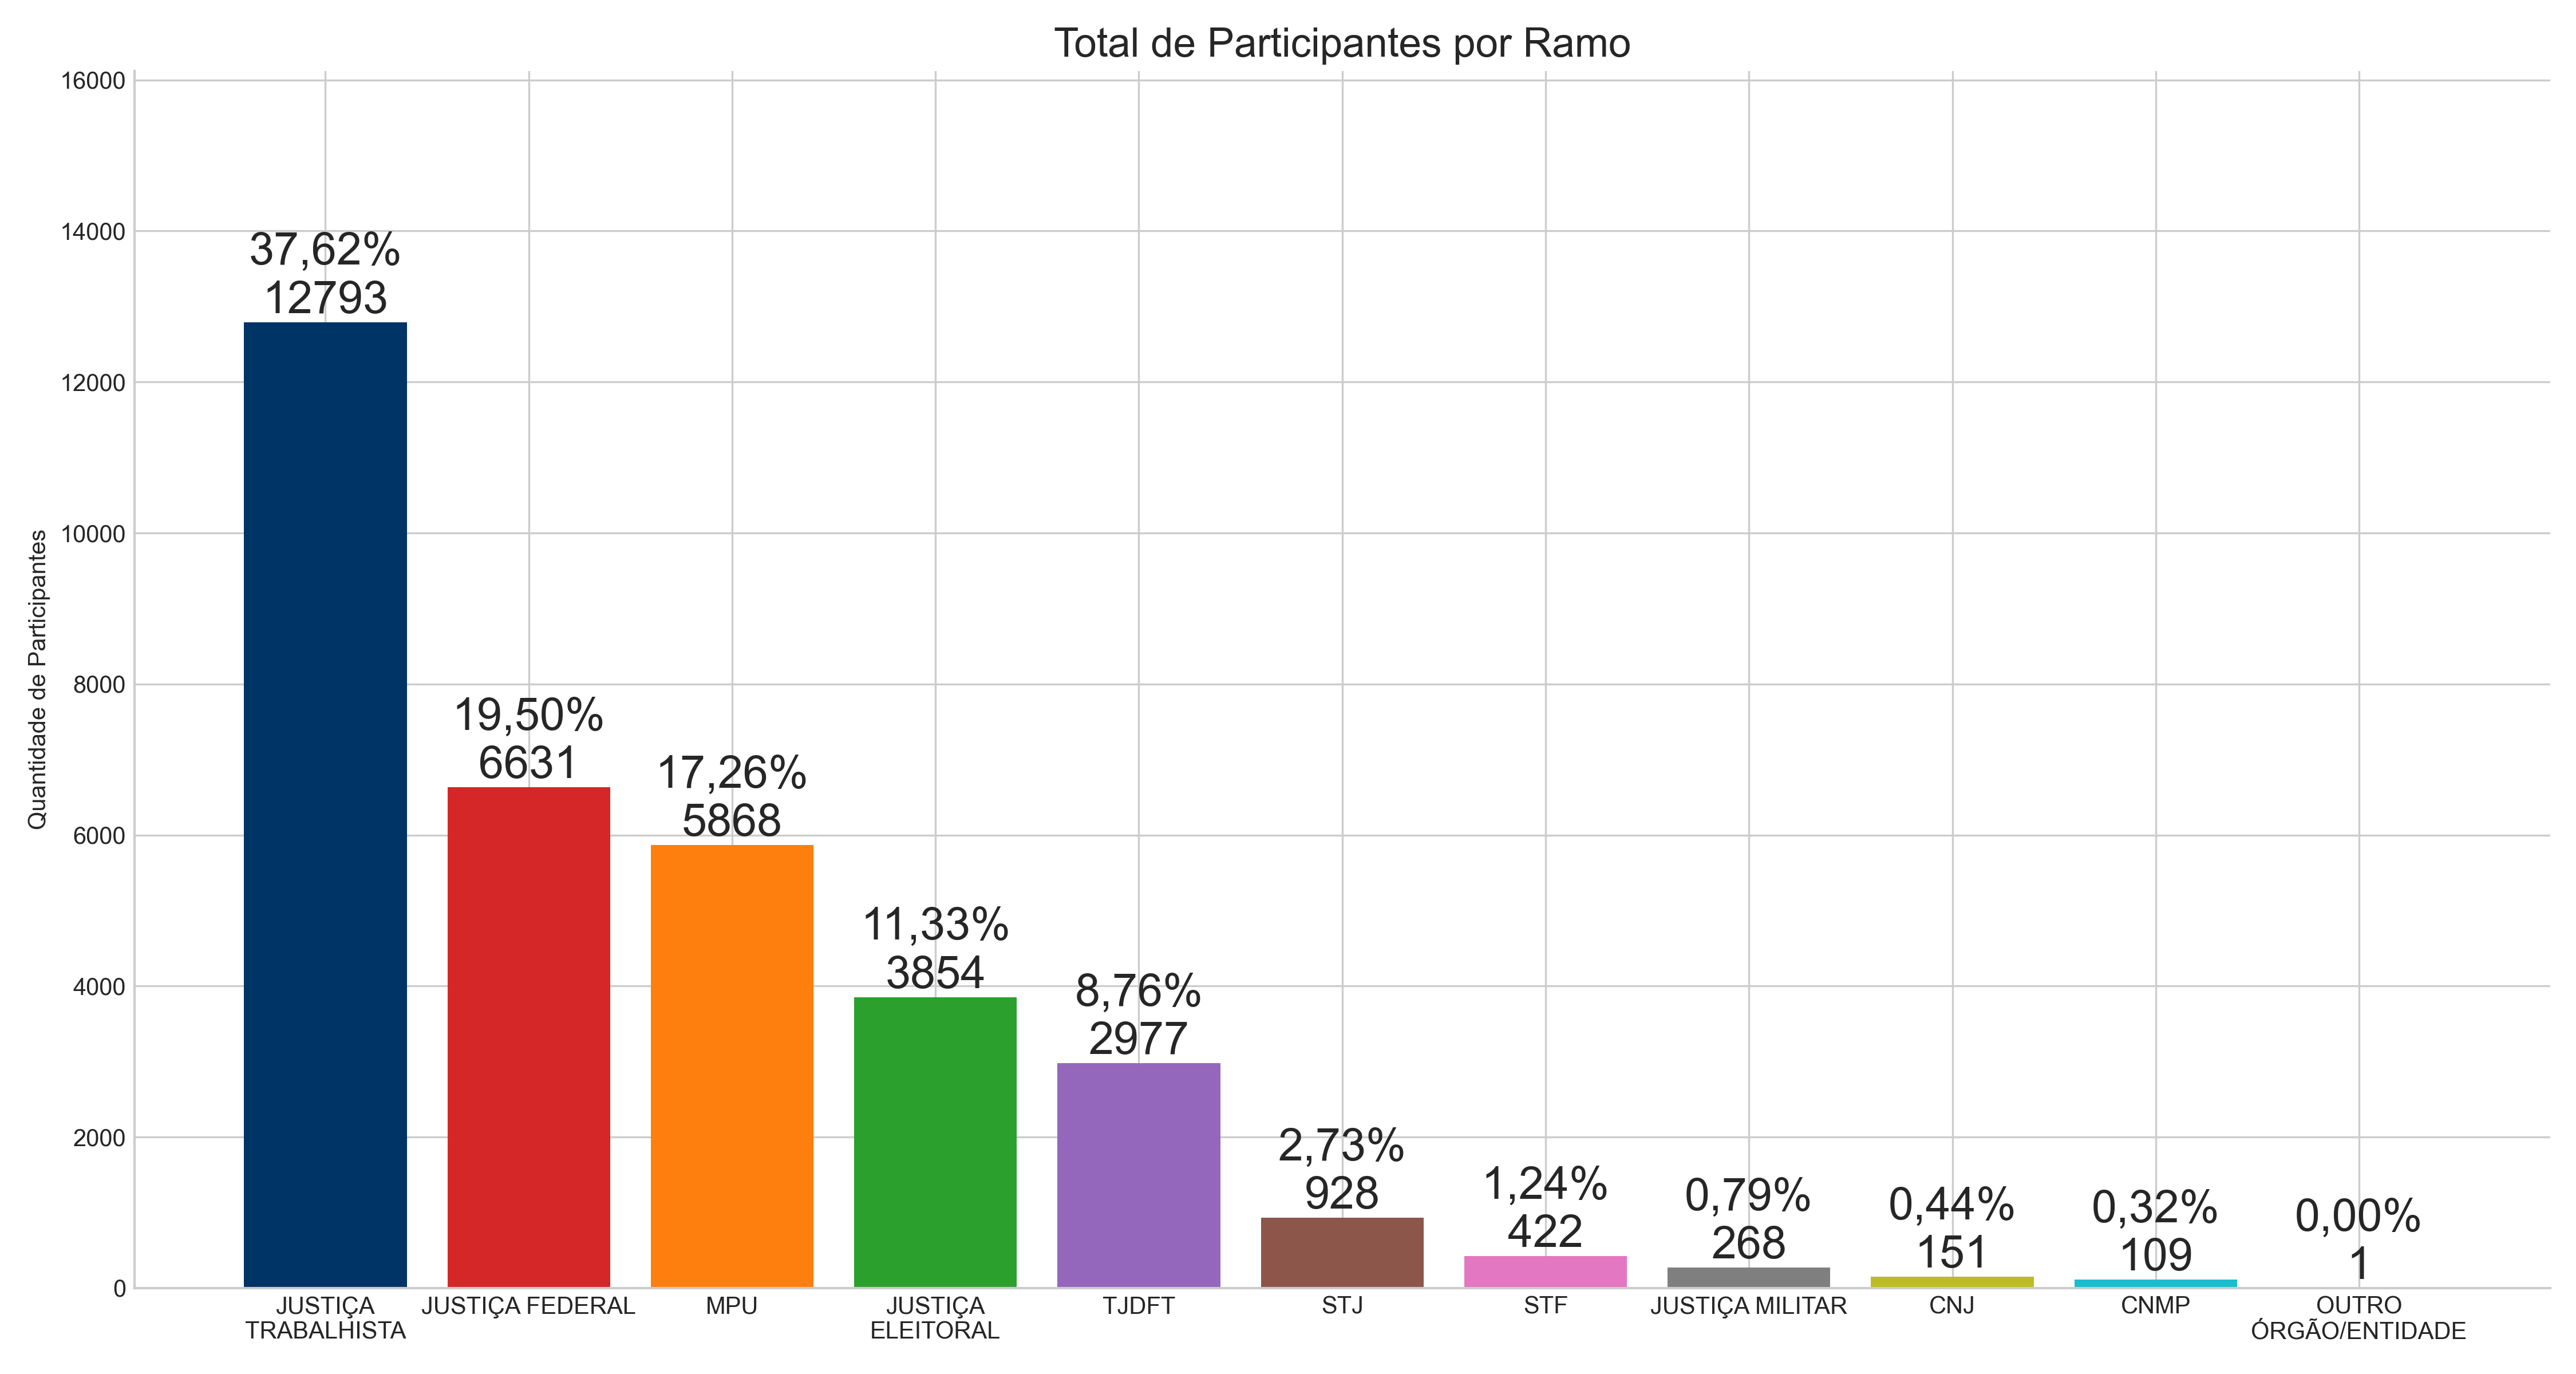 Total de Participantes por Ramo
Quantidade de Participantes
16000
14000
12000
10000
8000
6000
4000
2000
0
37,62%
12793
19,50%
6631
17,26%
5868
11,33%
3854
8,76%
2977
2,73%
928
1,24%
422
0,79%
268
0,44%
151
0,32%
109
0,00%
1
JUSTIÇA
TRABALHISTA
JUSTIÇA FEDERAL
MPU
JUSTIÇA
ELEITORAL
TJDFT
STJ
STF
JUSTIÇA MILITAR
CNJ
CNMP
OUTRO
ÓRGÃO/ENTIDADE